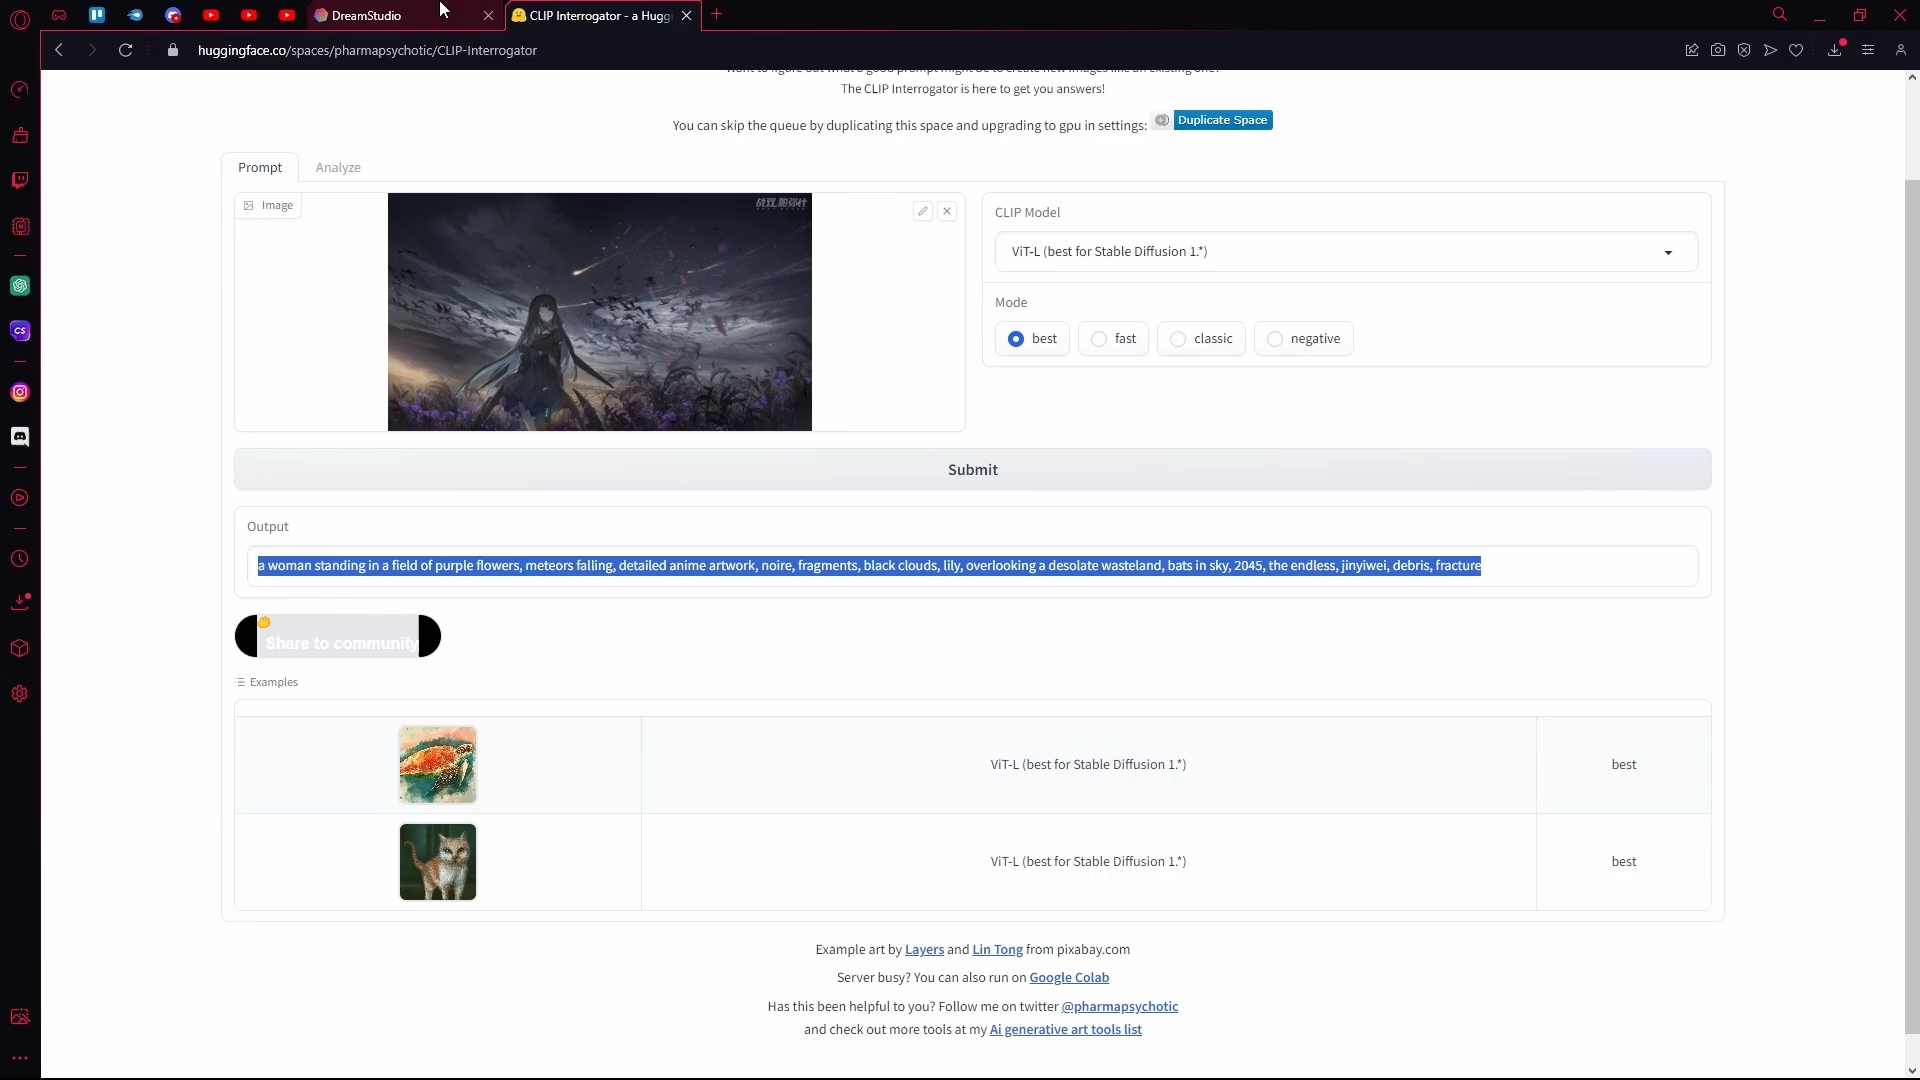 DreamStudio
CLIP Interrogator - a Huggi
huggingface.co/spaces/pharmapsychotic/CLIP-Interrogator
The CLIP Interrogator is here to get you answers!
You can skip the queue by duplicating this space and upgrading to gpu in settings: Duplicate Space
Prompt
Analyze
Image
战双帕弥什
CLIP Model
ViT-L (best for Stable Diffusion 1.*)
Mode
best
fast
classic
negative
Submit
Output
a woman standing in a field of purple flowers, meteors falling, detailed anime artwork, noire, fragments, black clouds, lily, overlooking a desolate wasteland, bats in sky, 2045, the endless, jinyiwei, debris, fracture
Share to community
Examples
ViT-L (best for Stable Diffusion 1.*)
best
ViT-L (best for Stable Diffusion 1.*)
best
Example art by Layers and Lin Tong from pixabay.com
Server busy? You can also run on Google Colab
Has this been helpful to you? Follow me on twitter @pharmapsychotic
and check out more tools at my Ai generative art tools list
CS